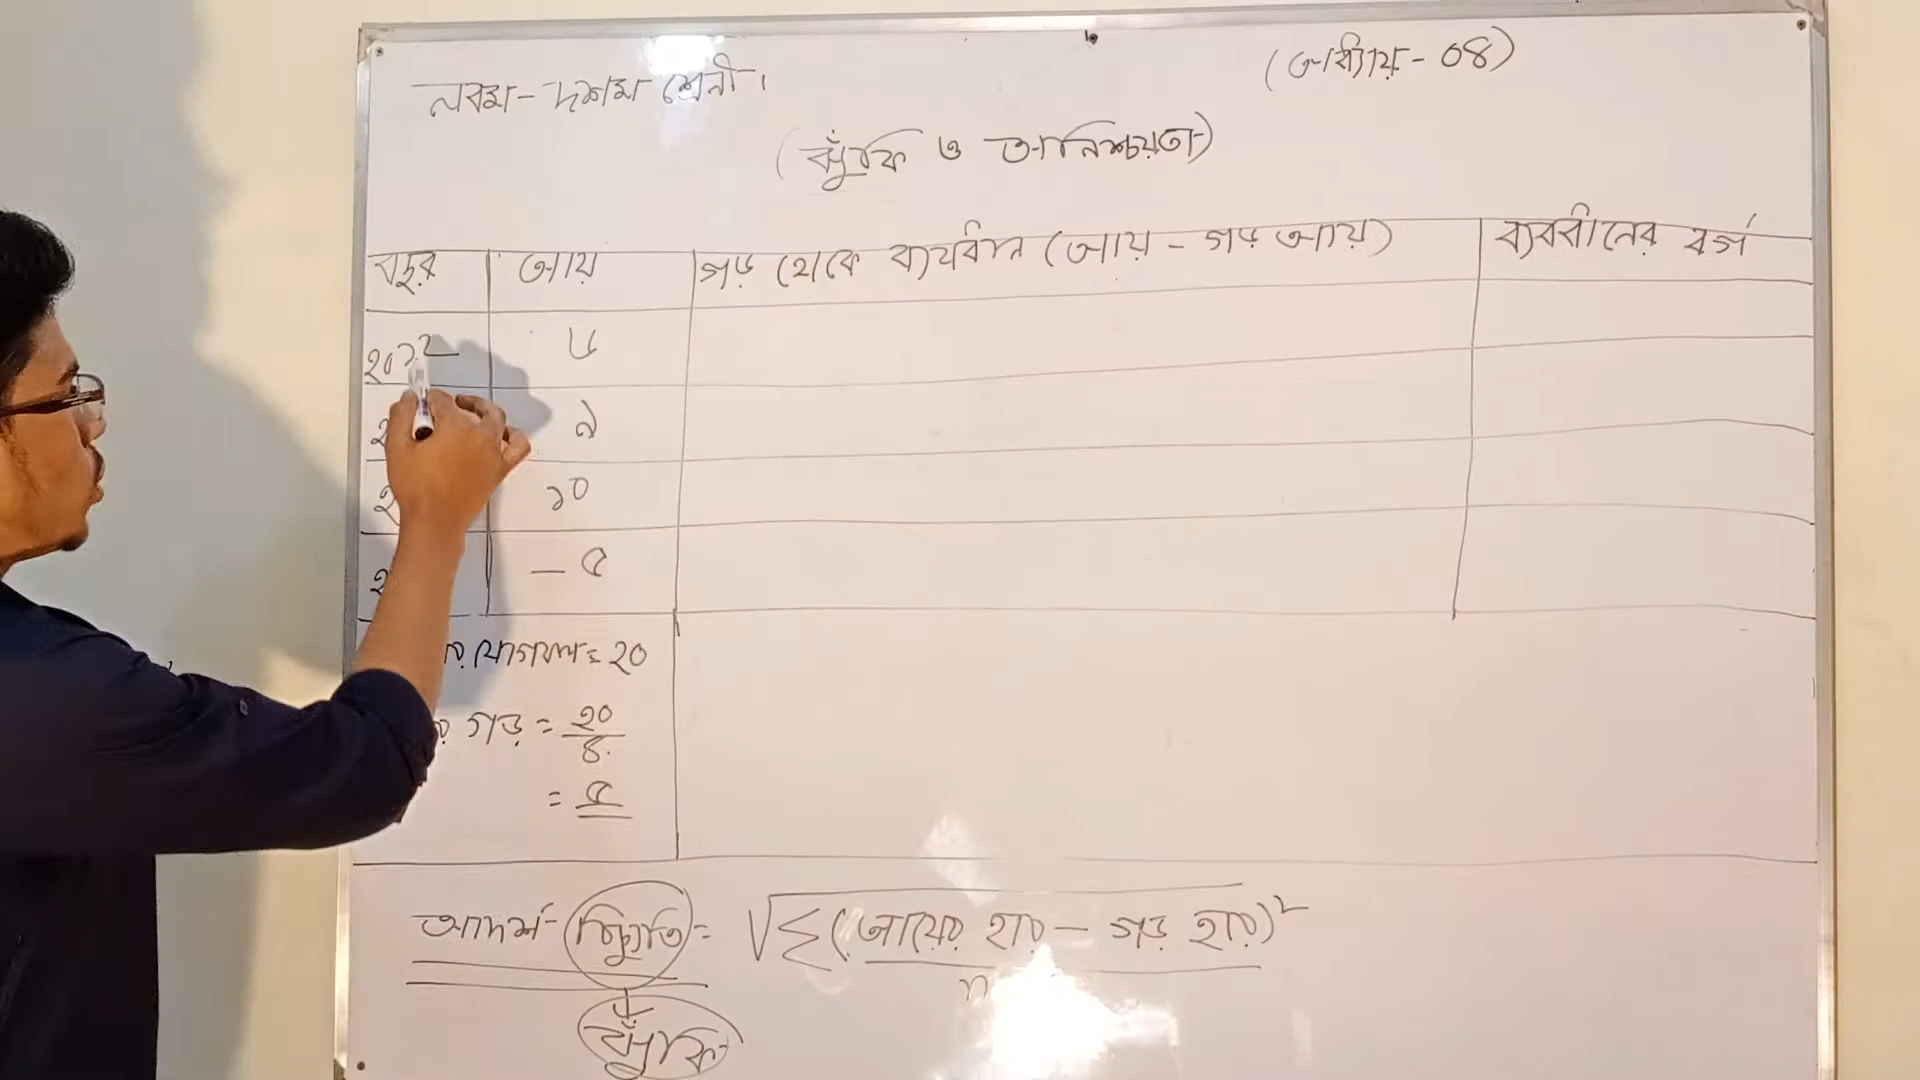 নবম - দশম শ্রেনী।
(অধ্যায় - ০৪)
(ঝুঁকি ও অনিশ্চয়তা)
বছর আয় গড় থেকে ব্যবধান (আয় - গড় আয়) ব্যবধানের বর্গ
৬
৯
১০
- ৫
যোগফল = ২০
গড় = ২০/৪
= ৫
আদর্শ বিচ্যুতি = √Σ(আয়ের হার - গড় হার)²
n
ঝুঁকি